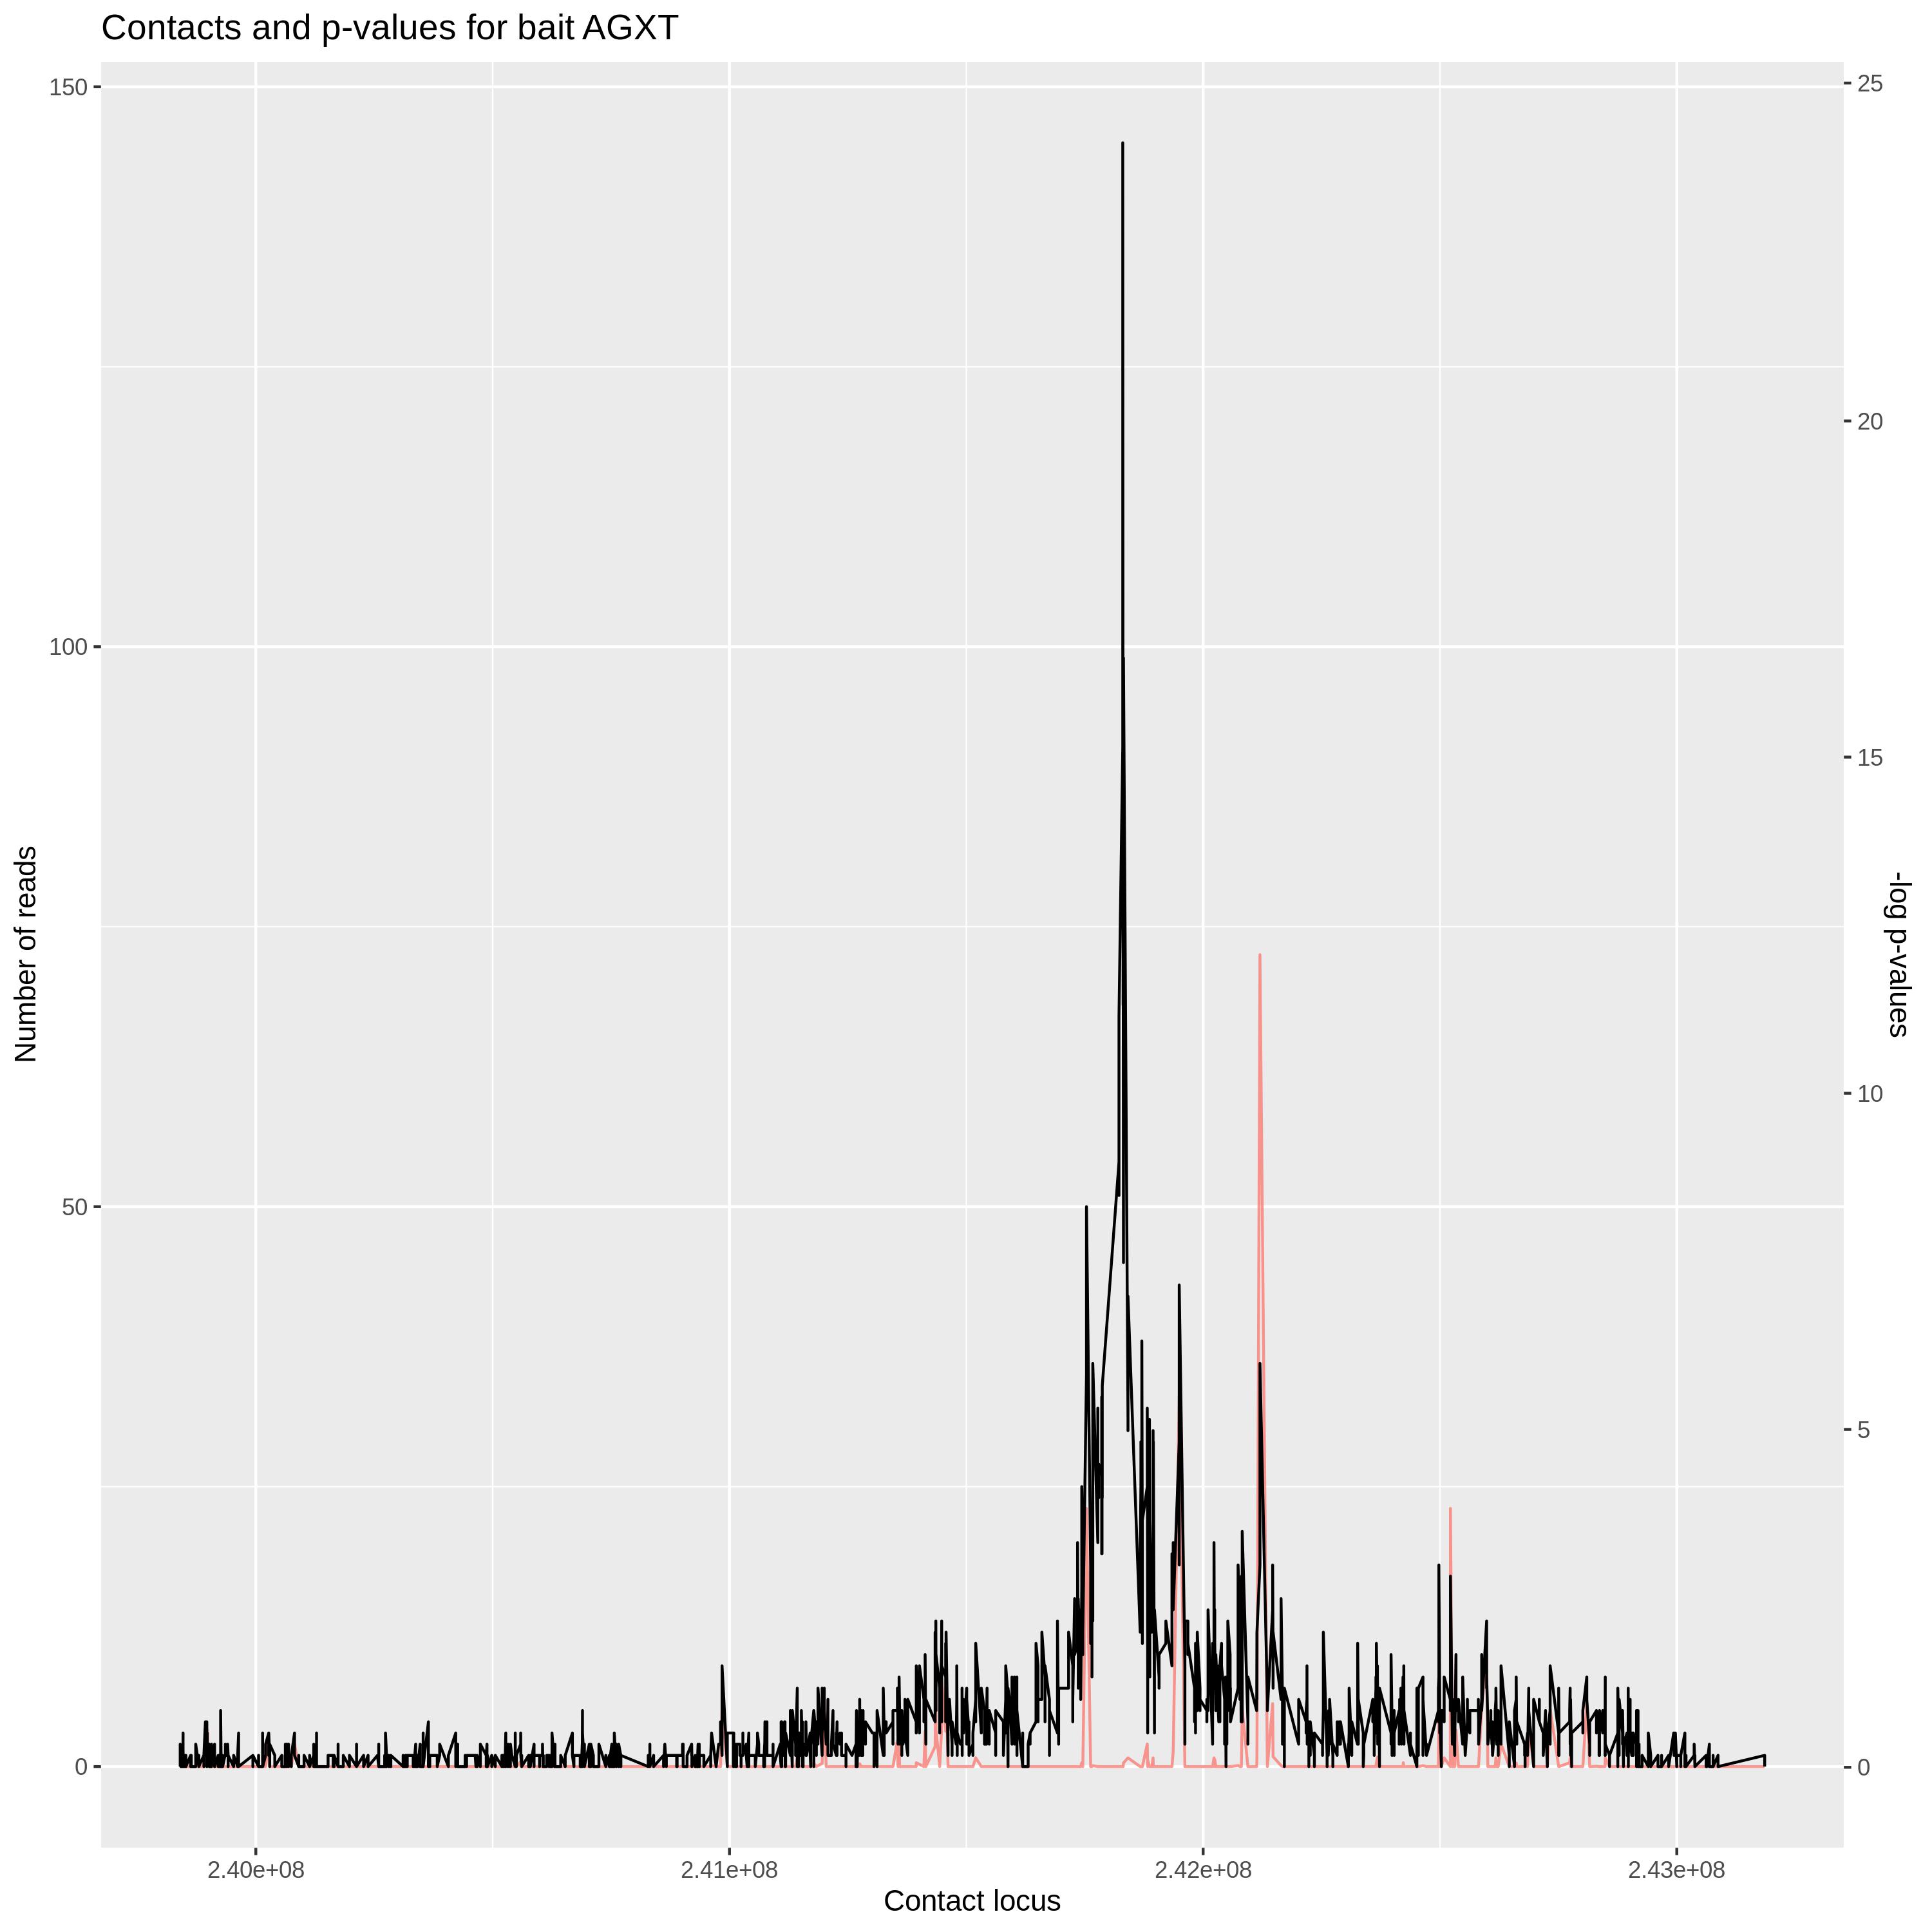 Contacts and p-values for bait AGXT
150
100
50
0
Number of reads
25
20
15
10
5
0
-log p-values
2.40e+08
2.41e+08
2.42e+08
2.43e+08
Contact locus